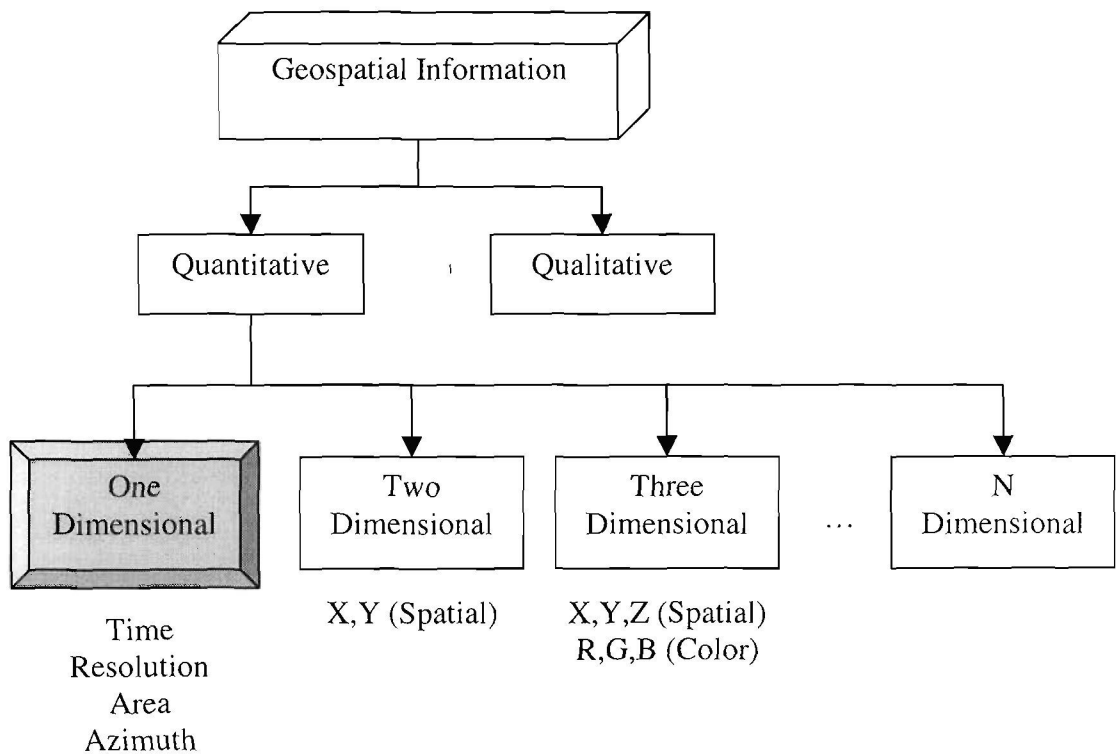 Geospatial Information
Quantitative
Qualitative
One
Dimensional
Two
Dimensional
Three
Dimensional
...
N
Dimensional
Time
Resolution
Area
Azimuth
X,Y (Spatial)
X,Y,Z (Spatial)
R,G,B (Color)